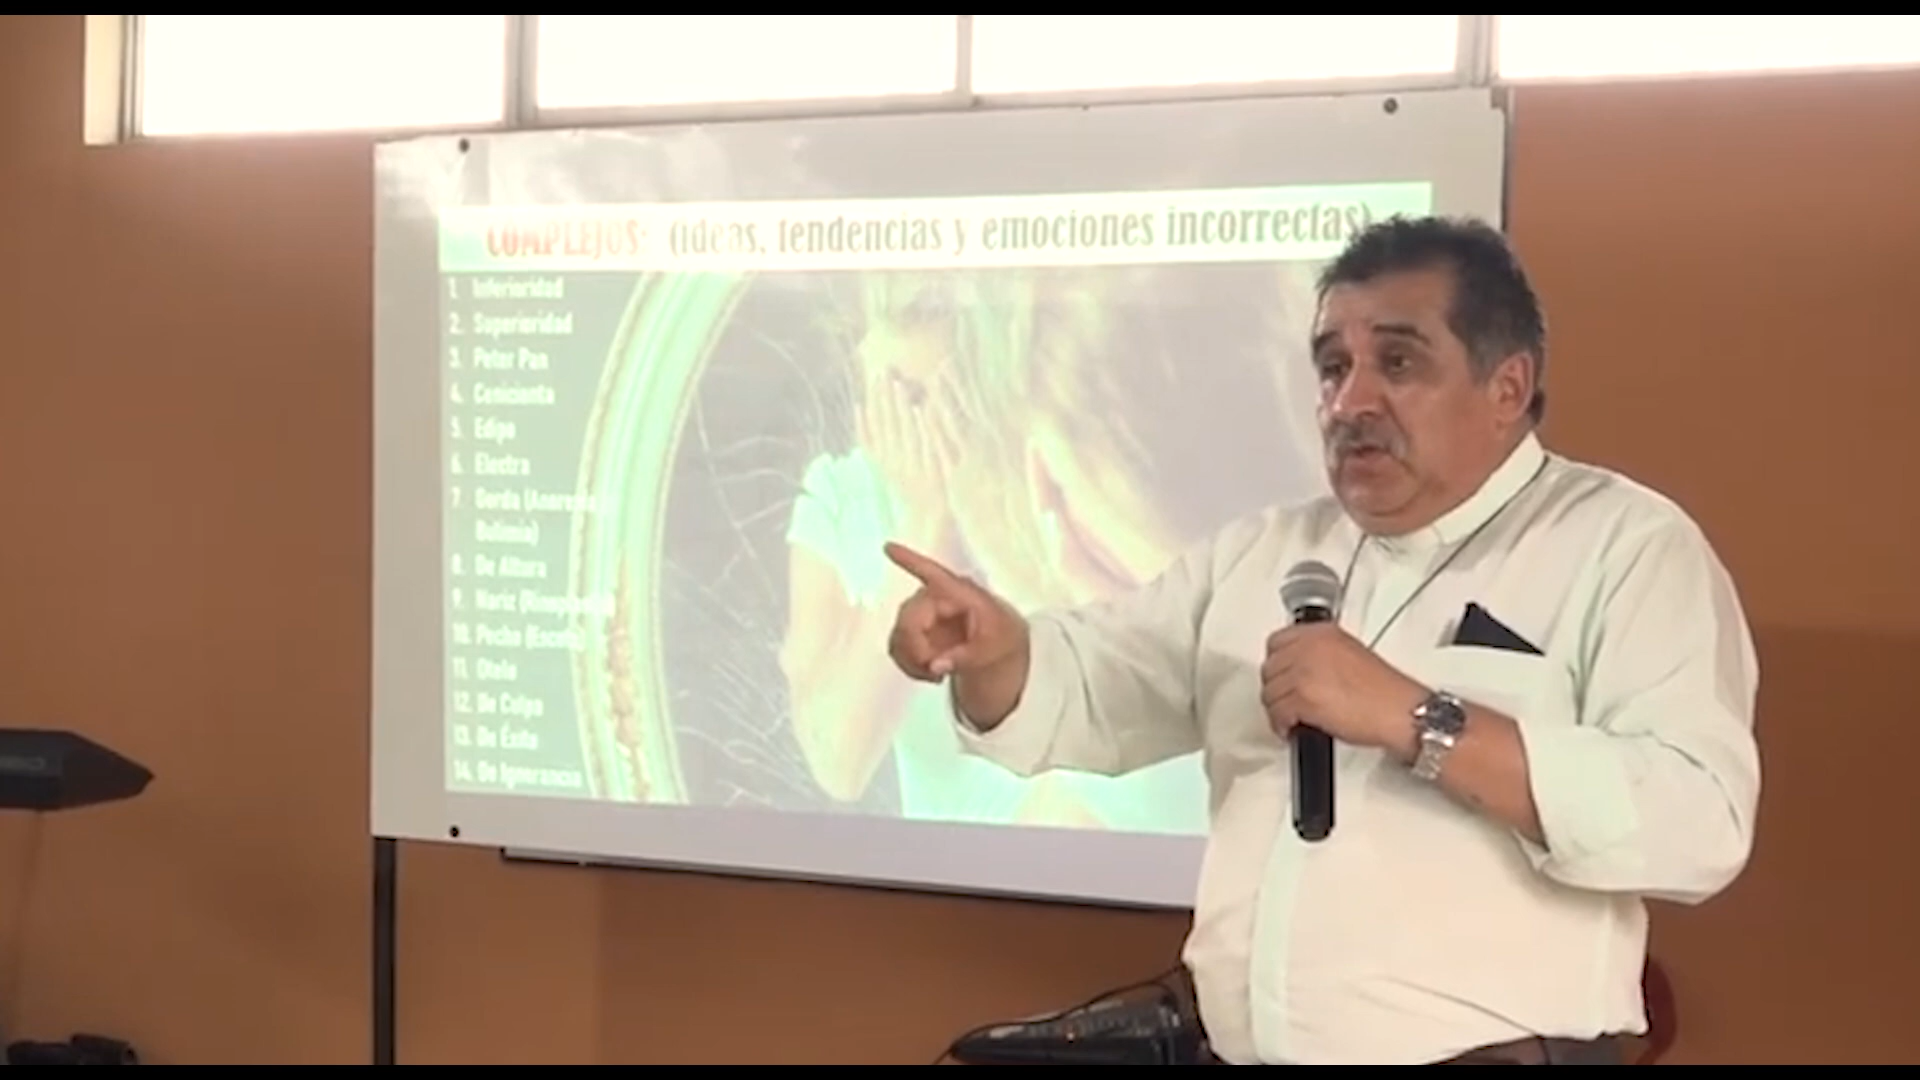 COMPLEJOS: (ideas, tendencias y emociones incorrectas)
1. Inferioridad
2. Superioridad
3. Peter Pan
4. Cenicienta
5. Edipo
6. Electra
7. Gorda (Anorexia
Bulimia)
8. De Altura
9. Nariz
10. Pecho
11. Otelo
12. De Culpa
13. De Éxito
14. De Ignorancia